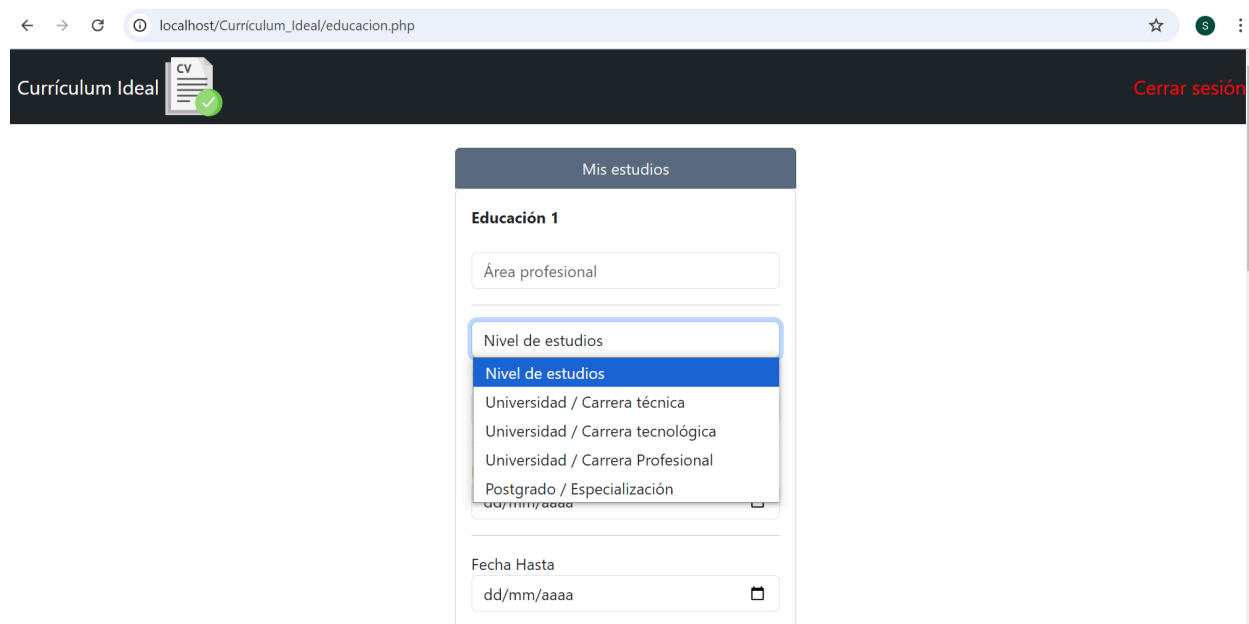 localhost/Currículum_Ideal/educacion.php
S
Currículum Ideal
CV
Cerrar sesión
Mis estudios
Educación 1
Área profesional
Nivel de estudios
Nivel de estudios
Universidad / Carrera técnica
Universidad / Carrera tecnológica
Universidad / Carrera Profesional
Postgrado / Especialización
dd/mm/aaaa
Fecha Hasta
dd/mm/aaaa